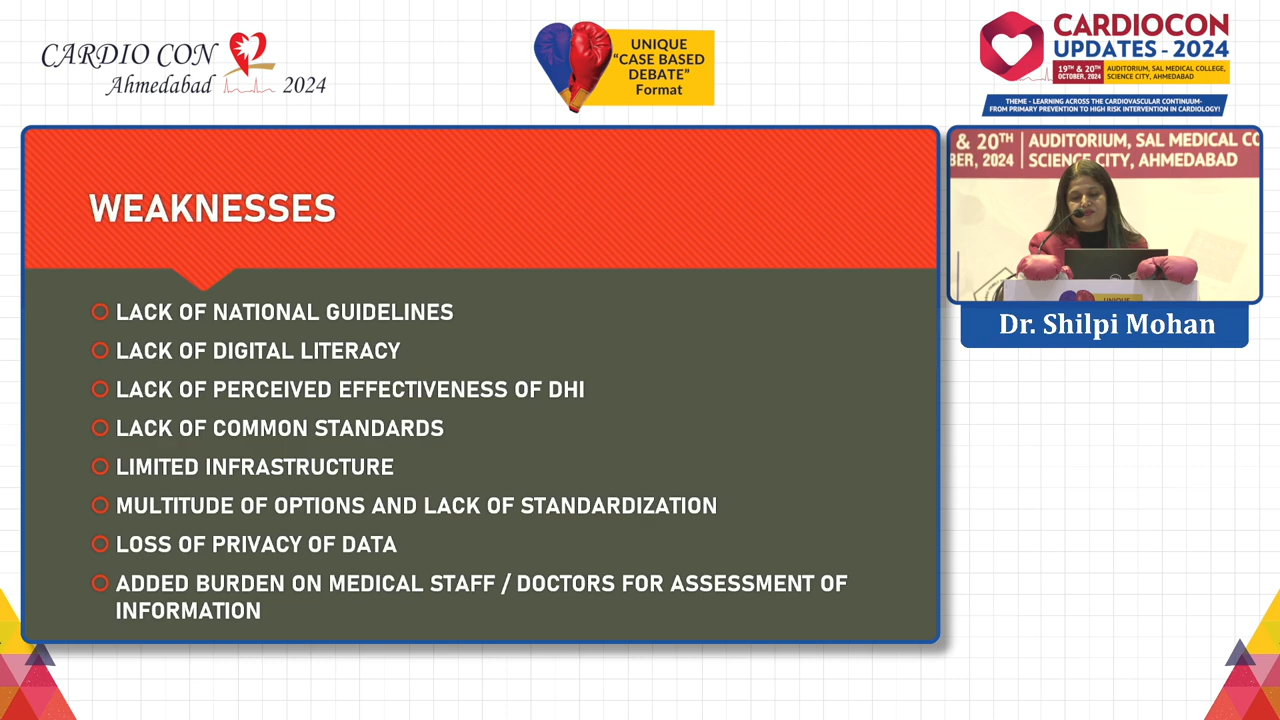 CARDIO CON
Ahmedabad 2024
UNIQUE
"CASE BASED
DEBATE"
Format
CARDIOCON
UPDATES - 2024
19TH & 20TH
OCTOBER, 2024
AUDITORIUM, SAL MEDICAL COLLEGE,
SCIENCE CITY, AHMEDABAD
THEME - LEARNING ACROSS THE CARDIOVASCULAR CONTINUUM-
FROM PRIMARY PREVENTION TO HIGH RISK INTERVENTION IN CARDIOLOGY!
WEAKNESSES
LACK OF NATIONAL GUIDELINES
LACK OF DIGITAL LITERACY
LACK OF PERCEIVED EFFECTIVENESS OF DHI
LACK OF COMMON STANDARDS
LIMITED INFRASTRUCTURE
MULTITUDE OF OPTIONS AND LACK OF STANDARDIZATION
LOSS OF PRIVACY OF DATA
ADDED BURDEN ON MEDICAL STAFF / DOCTORS FOR ASSESSMENT OF
INFORMATION
& 20TH
BER, 2024
AUDITORIUM, SAL MEDICAL CO
SCIENCE CITY, AHMEDABAD
UNIQUE
Dr. Shilpi Mohan